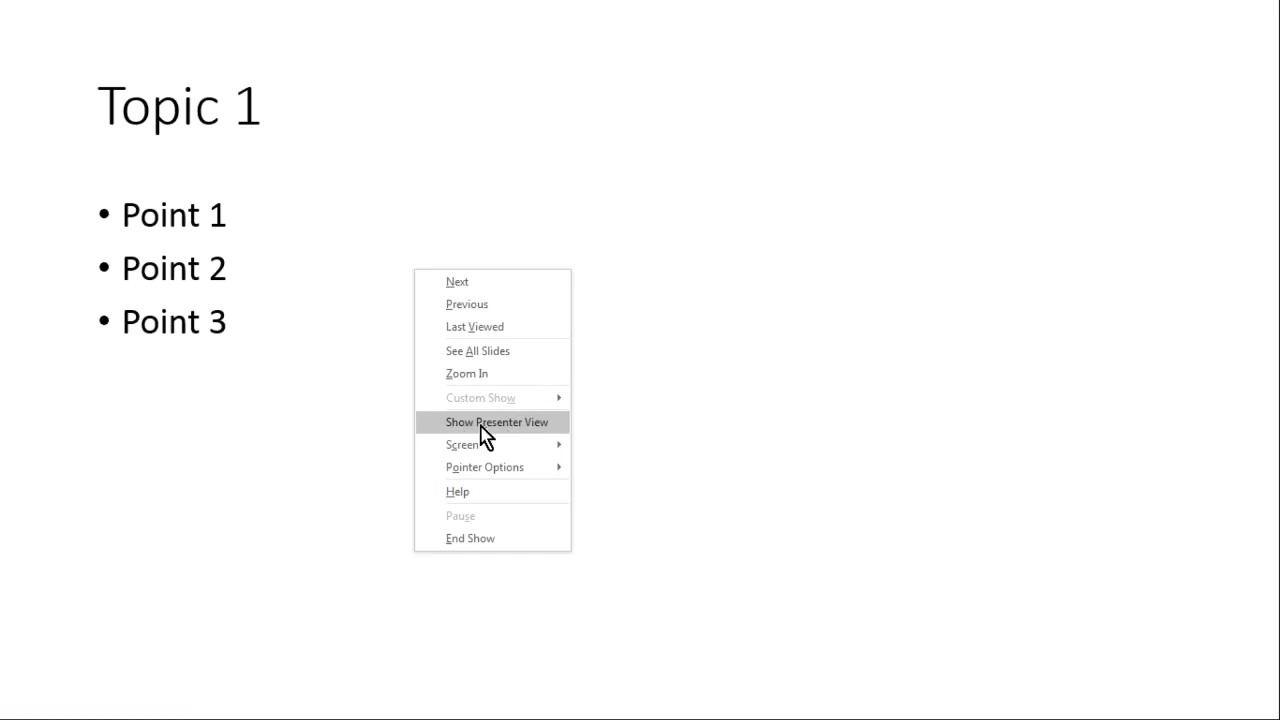 Topic 1
• Point 1
• Point 2
• Point 3
Next
Previous
Last Viewed
See All Slides
Zoom In
Custom Show
Show Presenter View
Screen
Pointer Options
Help
Pause
End Show